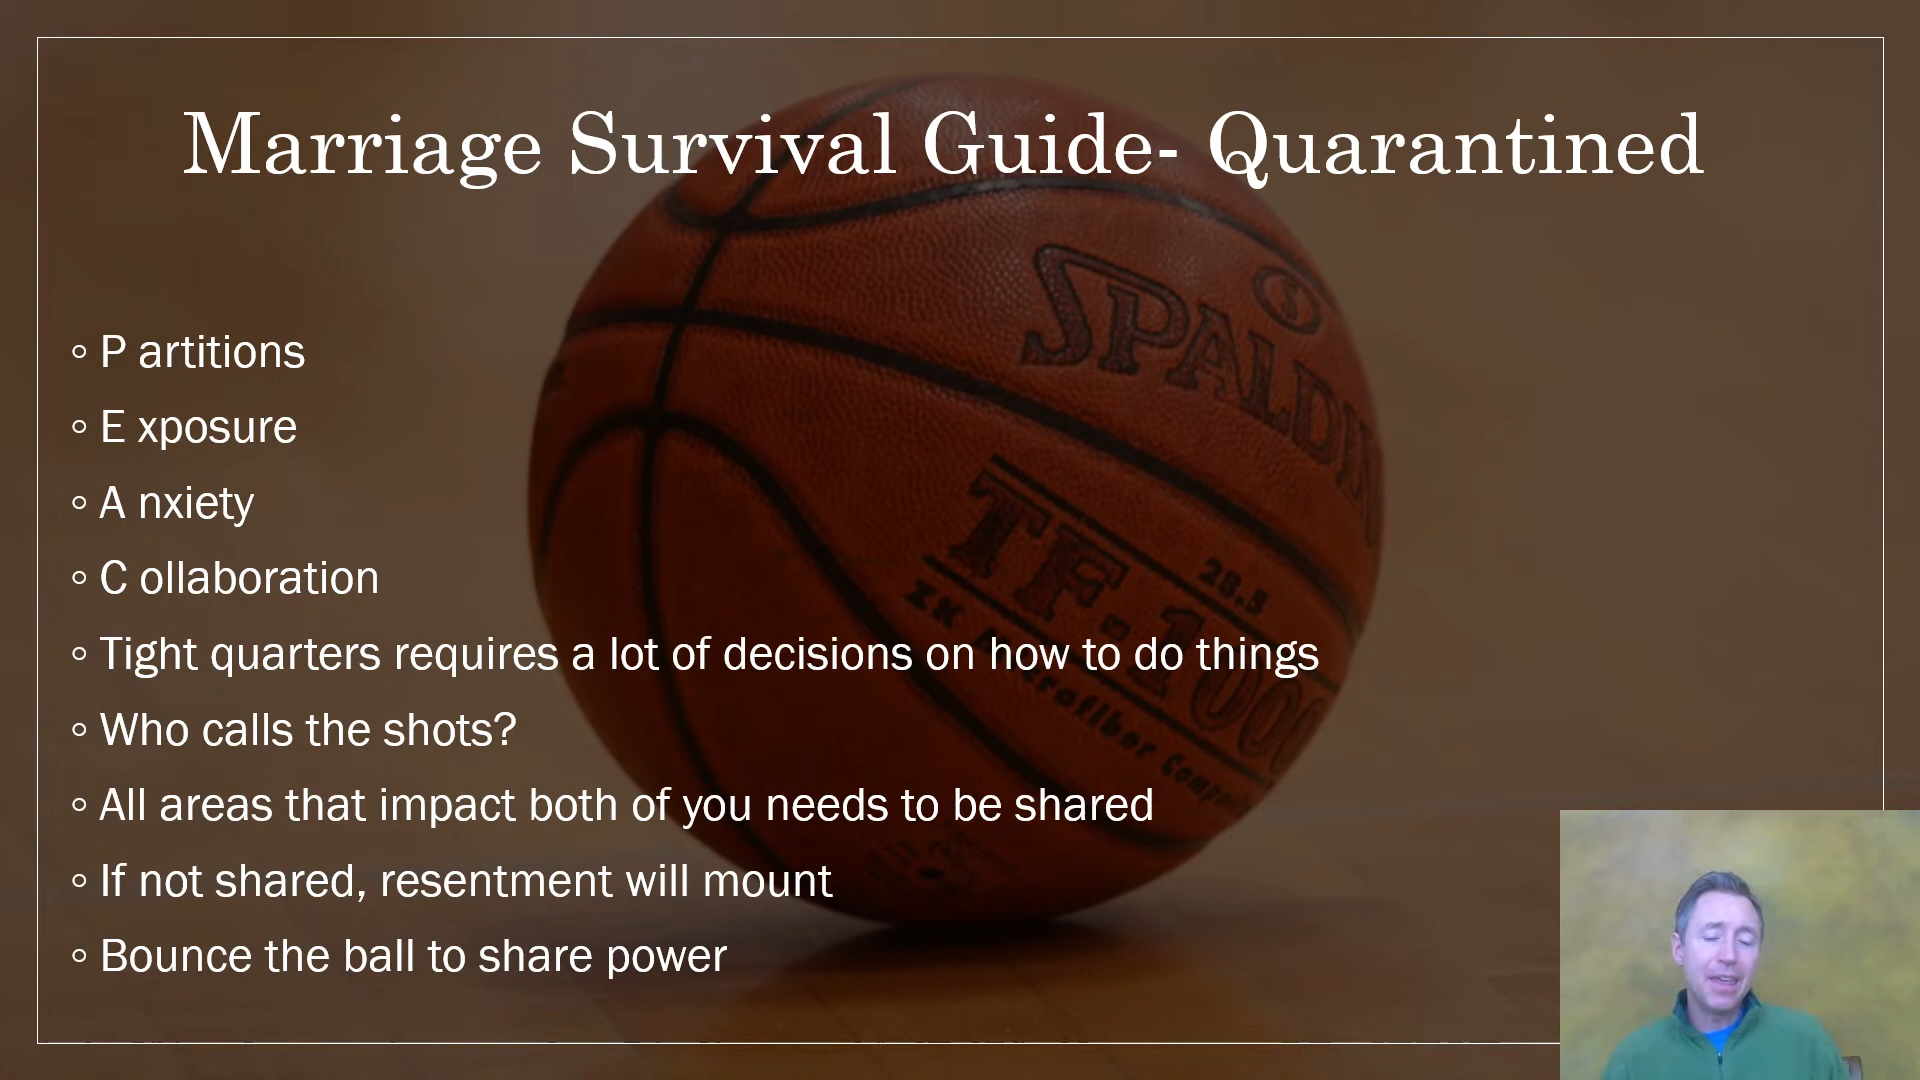 Marriage Survival Guide- Quarantined
SPALDIN
P artitions
E xposure
A nxiety
C ollaboration
TF-1000
28.5
ZK
Tight quarters requires a lot of decisions on how to do things
Who calls the shots?
All areas that impact both of you needs to be shared
If not shared, resentment will mount
Bounce the ball to share power